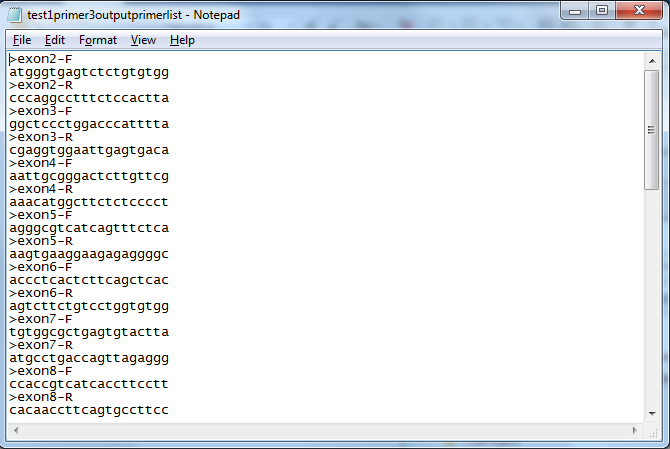 test1primer3outputprimerlist - Notepad
File Edit Format View Help
>exon2-F
atgggtgagtctctgtgtgg
>exon2-R
cccaggcctttctccactta
>exon3-F
ggctccctggacccatttta
>exon3-R
cgaggtggaattgagtgaca
>exon4-F
aattgcgggactcttgttcg
>exon4-R
aaacatggcttctctcccct
>exon5-F
agggcgtcatcagtttctca
>exon5-R
aagtgaaggaagagaggggc
>exon6-F
accctcactcttcagctcac
>exon6-R
agtcttctgtcctggtgtgg
>exon7-F
tgtggcgctgagtgtactta
>exon7-R
atgcctgaccagttagaggg
>exon8-F
ccaccgtcatcaccttcctt
>exon8-R
cacaaccttcagtgccttcc